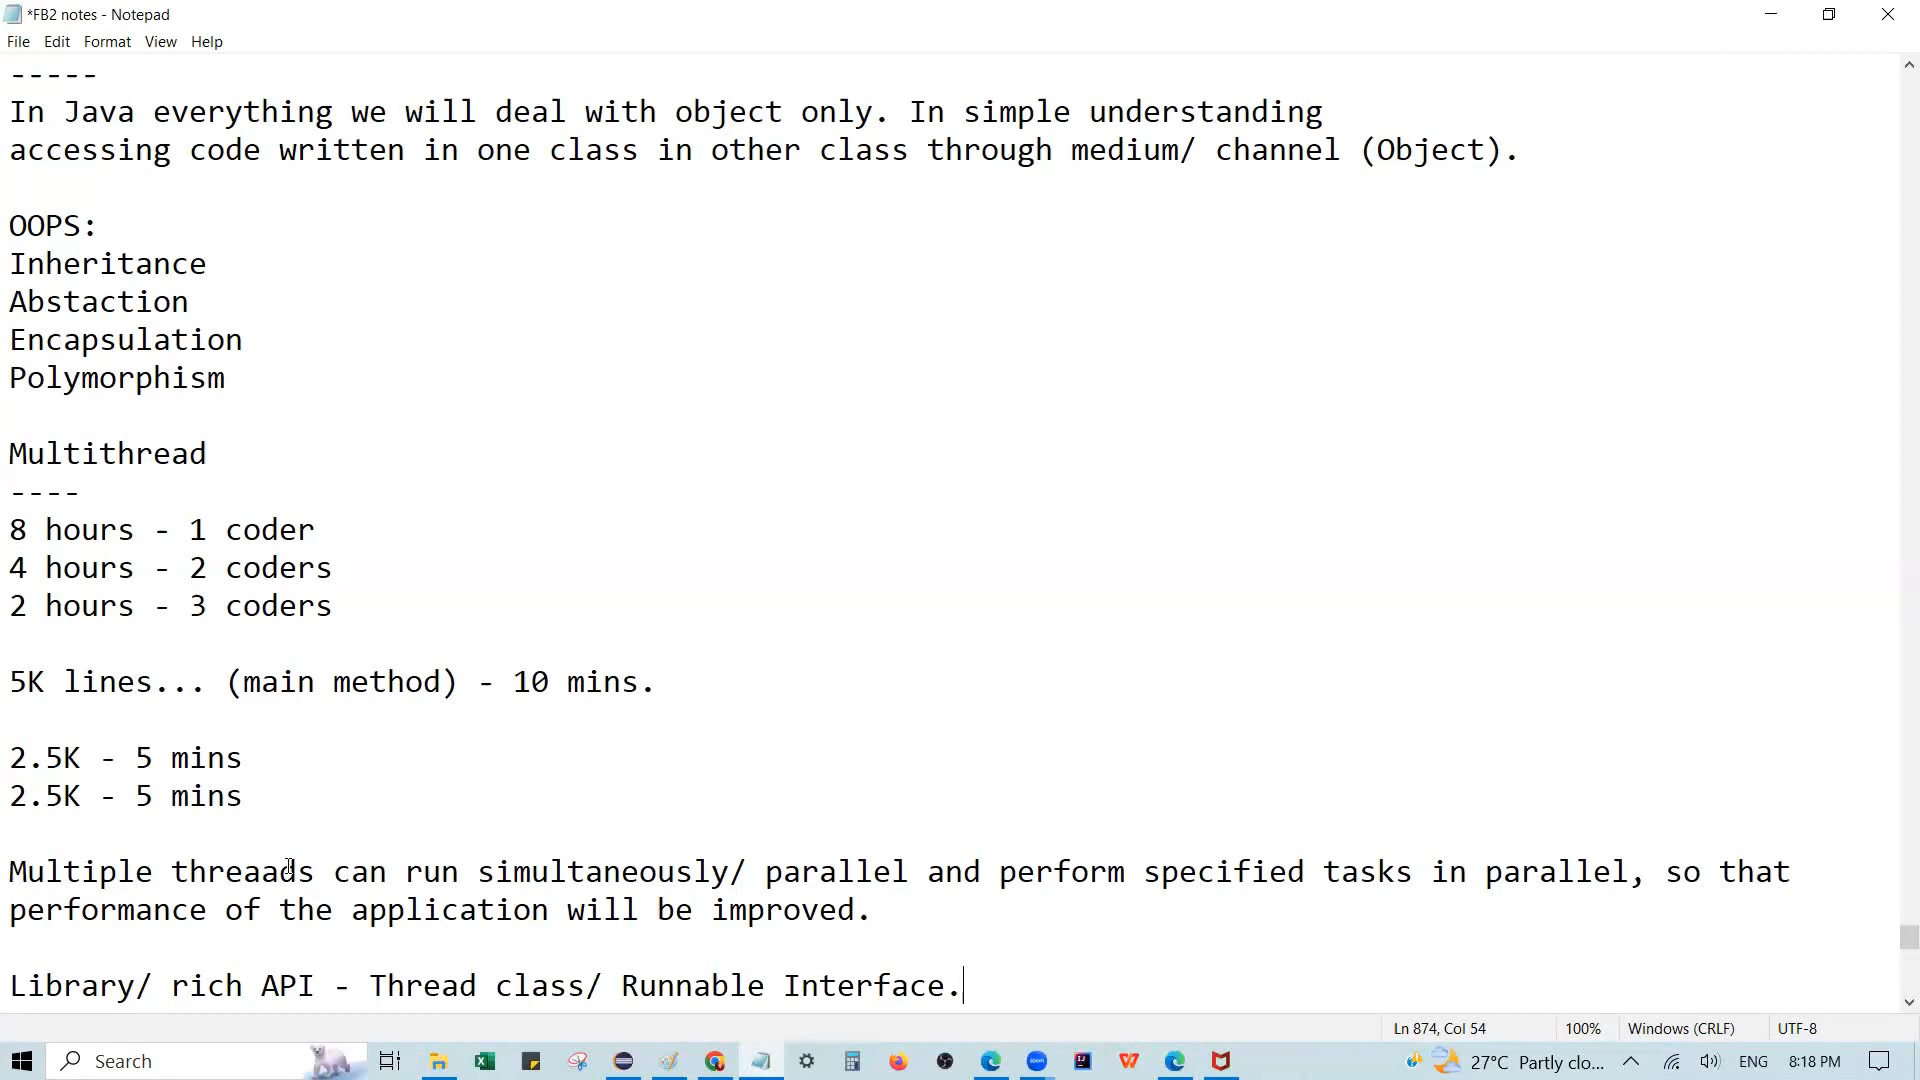 *FB2 notes - Notepad
File Edit Format View Help
-----
In Java everything we will deal with object only. In simple understanding
accessing code written in one class in other class through medium/ channel (Object).
OOPS:
Inheritance
Abstaction
Encapsulation
Polymorphism
Multithread
----
8 hours - 1 coder
4 hours - 2 coders
2 hours - 3 coders
5K lines... (main method) - 10 mins.
2.5K - 5 mins
2.5K - 5 mins
Multiple threaads can run simultaneously/ parallel and perform specified tasks in parallel, so that
performance of the application will be improved.
Library/ rich API - Thread class/ Runnable Interface.
Ln 874, Col 54 100% Windows (CRLF) UTF-8
Search zoom 27°C Partly clo... ENG 8:18 PM